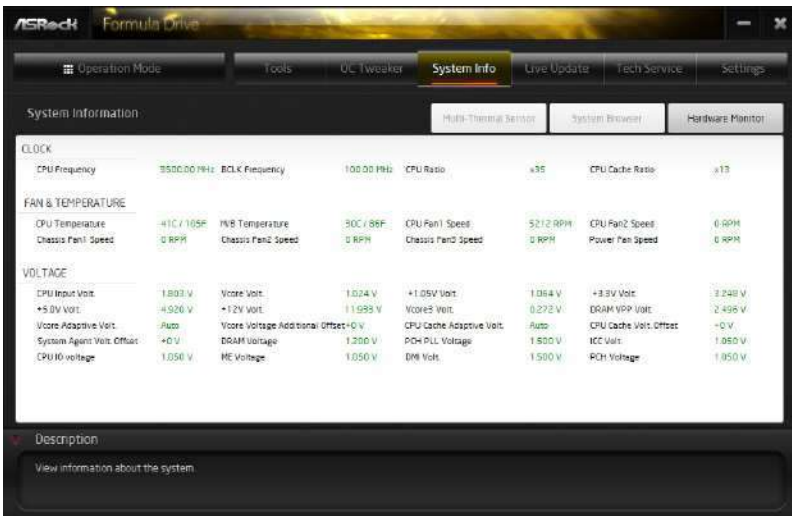 ASRock Formula Drive
Operation Mode Tools OC Tweaker System Info Live Update Tech Service Settings
System Information Multi-Thermal Sensor System Browser Hardware Monitor
CLOCK
CPU Frequency 3500.00 MHz BCLK Frequency 100.00 MHz CPU Ratio x35 CPU Cache Ratio x13
FAN & TEMPERATURE
CPU Temperature 41C / 105F M/B Temperature 30C / 86F CPU Fan1 Speed 5212 RPM CPU Fan2 Speed 0 RPM
Chassis Fan1 Speed 0 RPM Chassis Fan2 Speed 0 RPM Chassis Fan3 Speed 0 RPM Power Fan Speed 0 RPM
VOLTAGE
CPU Input Volt. 1.803 V Vcore Volt. 1.024 V +1.05V Volt. 1.064 V +3.3V Volt. 3.248 V
+5.0V Volt. 4.920 V +12V Volt. 11.933 V Vcore3 Volt. 0.272 V DRAM VPP Volt. 2.496 V
Vcore Adaptive Volt. Auto Vcore Voltage Additional Offset +0 V CPU Cache Adaptive Volt. Auto CPU Cache Volt. Offset +0 V
System Agent Volt. Offset +0 V DRAM Voltage 1.200 V PCH PLL Voltage 1.500 V ICC Volt. 1.050 V
CPU IO voltage 1.050 V ME Voltage 1.050 V DMI Volt. 1.500 V PCH Voltage 1.050 V
Description
View information about the system.